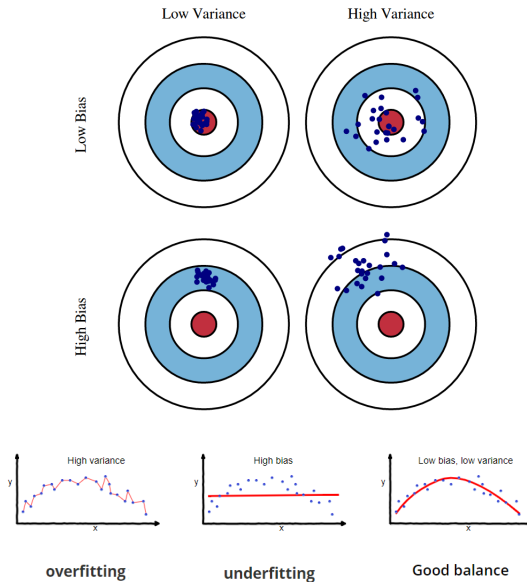 Low Variance
High Variance
Low Bias
High Bias
High variance
y
x
High bias
y
x
Low bias, low variance
y
x
overfitting
underfitting
Good balance